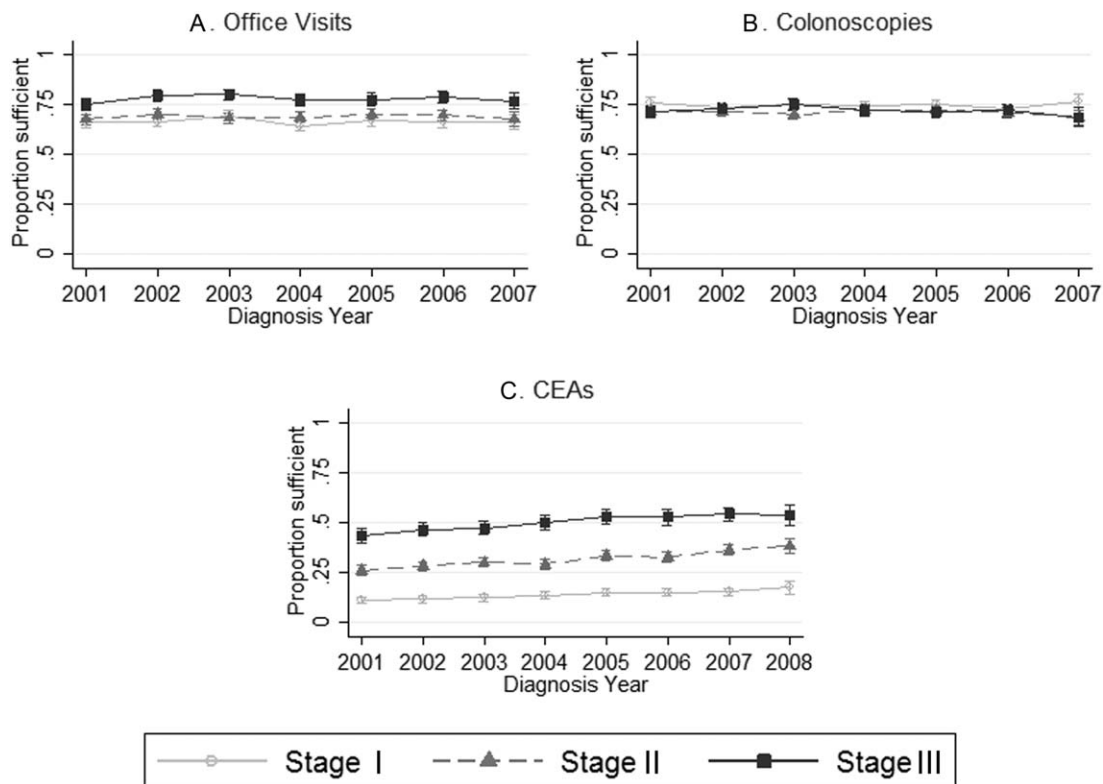 A. Office Visits
Proportion sufficient
1
.75
.5
.25
0
2001 2002 2003 2004 2005 2006 2007
Diagnosis Year
B. Colonoscopies
Proportion sufficient
1
.75
.5
.25
0
2001 2002 2003 2004 2005 2006 2007
Diagnosis Year
C. CEAs
Proportion sufficient
1
.75
.5
.25
0
2001 2002 2003 2004 2005 2006 2007 2008
Diagnosis Year
Stage I Stage II Stage III